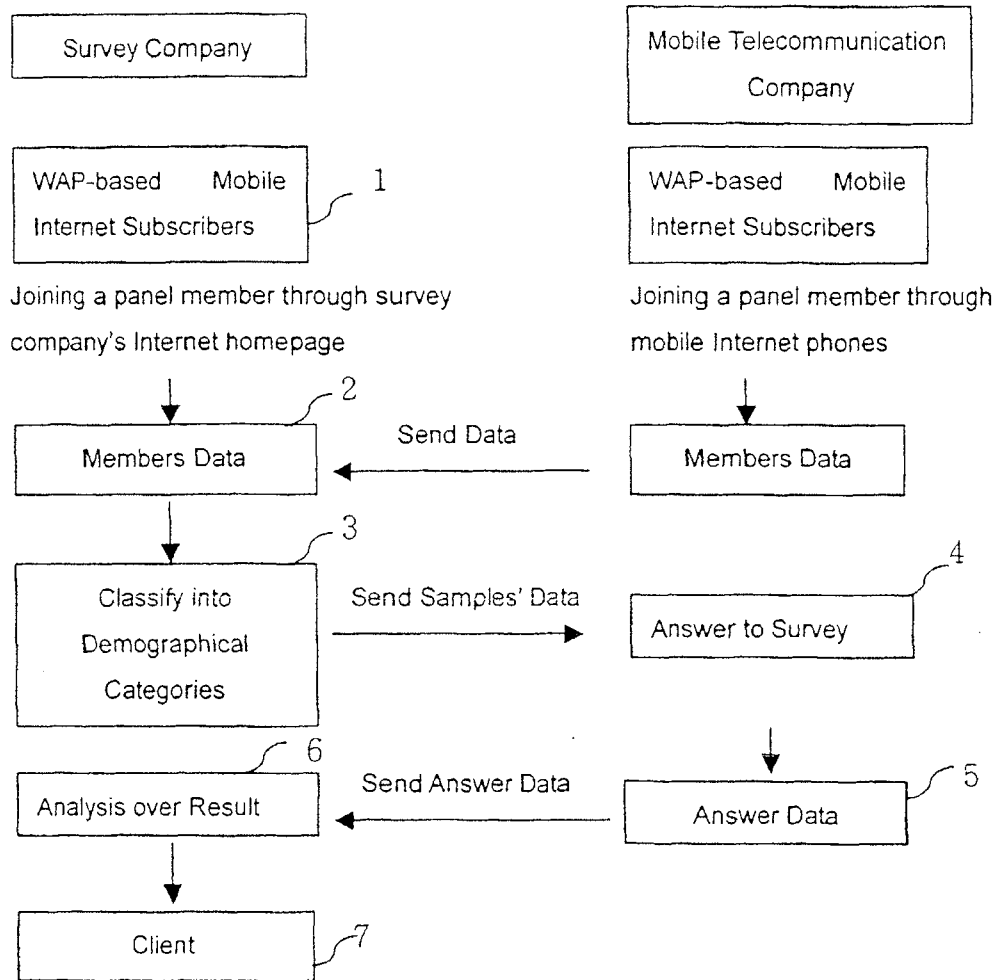 Survey Company
Mobile Telecommunication
Company
WAP-based Mobile
Internet Subscribers
1
WAP-based Mobile
Internet Subscribers
Joining a panel member through survey
company's Internet homepage
Joining a panel member through
mobile Internet phones
2
Members Data
Send Data
Members Data
3
Classify into
Demographical
Categories
Send Samples' Data
4
Answer to Survey
6
Analysis over Result
Send Answer Data
5
Answer Data
Client
7